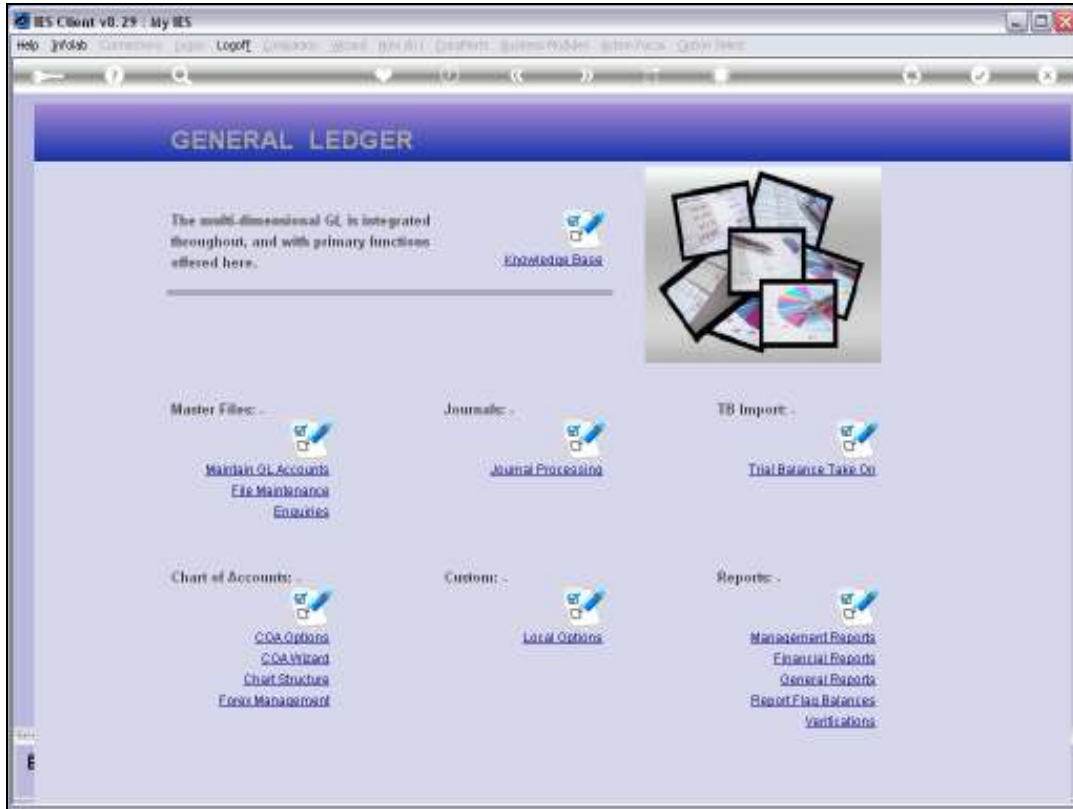 IES Client v8.29 : My IES
Help Infolab Logoff
GENERAL LEDGER
The multi-dimensional GL is integrated
throughout, and with primary functions
offered here.
Knowledge Base
Master Files: -
Maintain GL Accounts
File Maintenance
Enquiries
Journals: -
Journal Processing
TB Import: -
Trial Balance Take On
Chart of Accounts: -
COA Options
COA Wizard
Chart Structure
Forex Management
Custom: -
Local Options
Reports: -
Management Reports
Financial Reports
General Reports
Report Flag Balances
Verifications